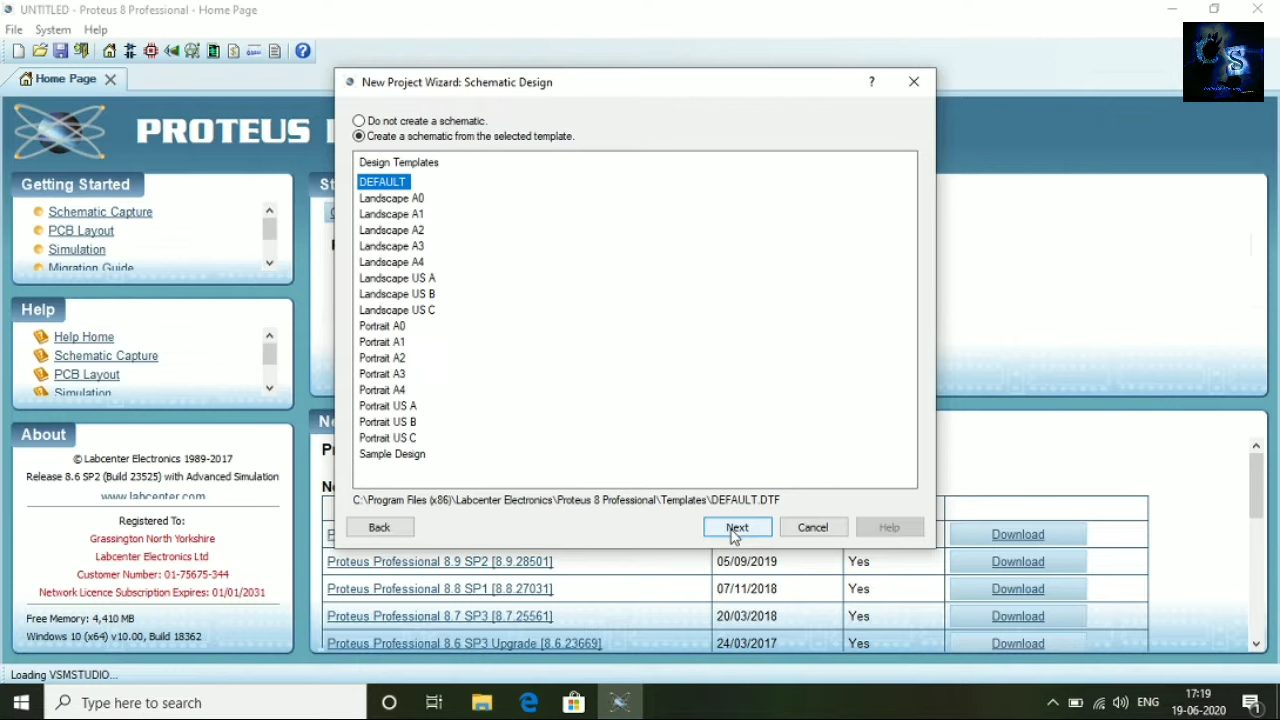 UNTITLED - Proteus 8 Professional - Home Page
File System Help
Home Page
PROTEUS
Getting Started
Schematic Capture
PCB Layout
Simulation
Migration Guide
Help
Help Home
Schematic Capture
PCB Layout
Simulation
About
© Labcenter Electronics 1989-2017
Release 8.6 SP2 (Build 23525) with Advanced Simulation
www.labcenter.com
Registered To:
Grassington North Yorkshire
Labcenter Electronics Ltd
Customer Number: 01-75675-344
Network Licence Subscription Expires: 01/01/2031
Free Memory: 4,410 MB
Windows 10 (x64) v10.00, Build 18362
New Project Wizard: Schematic Design
?
Do not create a schematic.
Create a schematic from the selected template.
Design Templates
DEFAULT
Landscape A0
Landscape A1
Landscape A2
Landscape A3
Landscape A4
Landscape US A
Landscape US B
Landscape US C
Portrait A0
Portrait A1
Portrait A2
Portrait A3
Portrait A4
Portrait US A
Portrait US B
Portrait US C
Sample Design
C:\Program Files (x86)\Labcenter Electronics\Proteus 8 Professional\Templates\DEFAULT.DTF
Back Next Cancel Help
Download
Proteus Professional 8.9 SP2 [8.9.28501] 05/09/2019 Yes Download
Proteus Professional 8.8 SP1 [8.8.27031] 07/11/2018 Yes Download
Proteus Professional 8.7 SP3 [8.7.25561] 20/03/2018 Yes Download
Proteus Professional 8.6 SP3 Upgrade [8.6.23669] 24/03/2017 Yes Download
Loading VSMSTUDIO...
Type here to search
ENG
17:19
19-06-2020